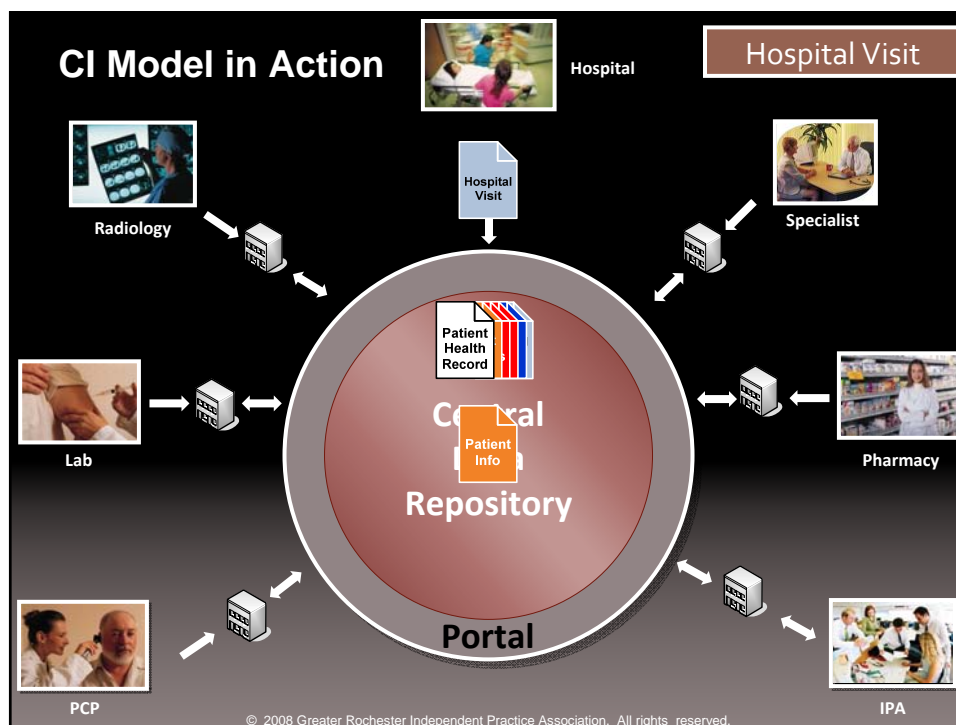 CI Model in Action
Hospital
Hospital Visit
Radiology
Hospital
Visit
Specialist
Patient
Health
Record
s
Central
Patient
Info
Repository
Lab
Pharmacy
Portal
PCP
IPA
© 2008 Greater Rochester Independent Practice Association. All rights reserved.